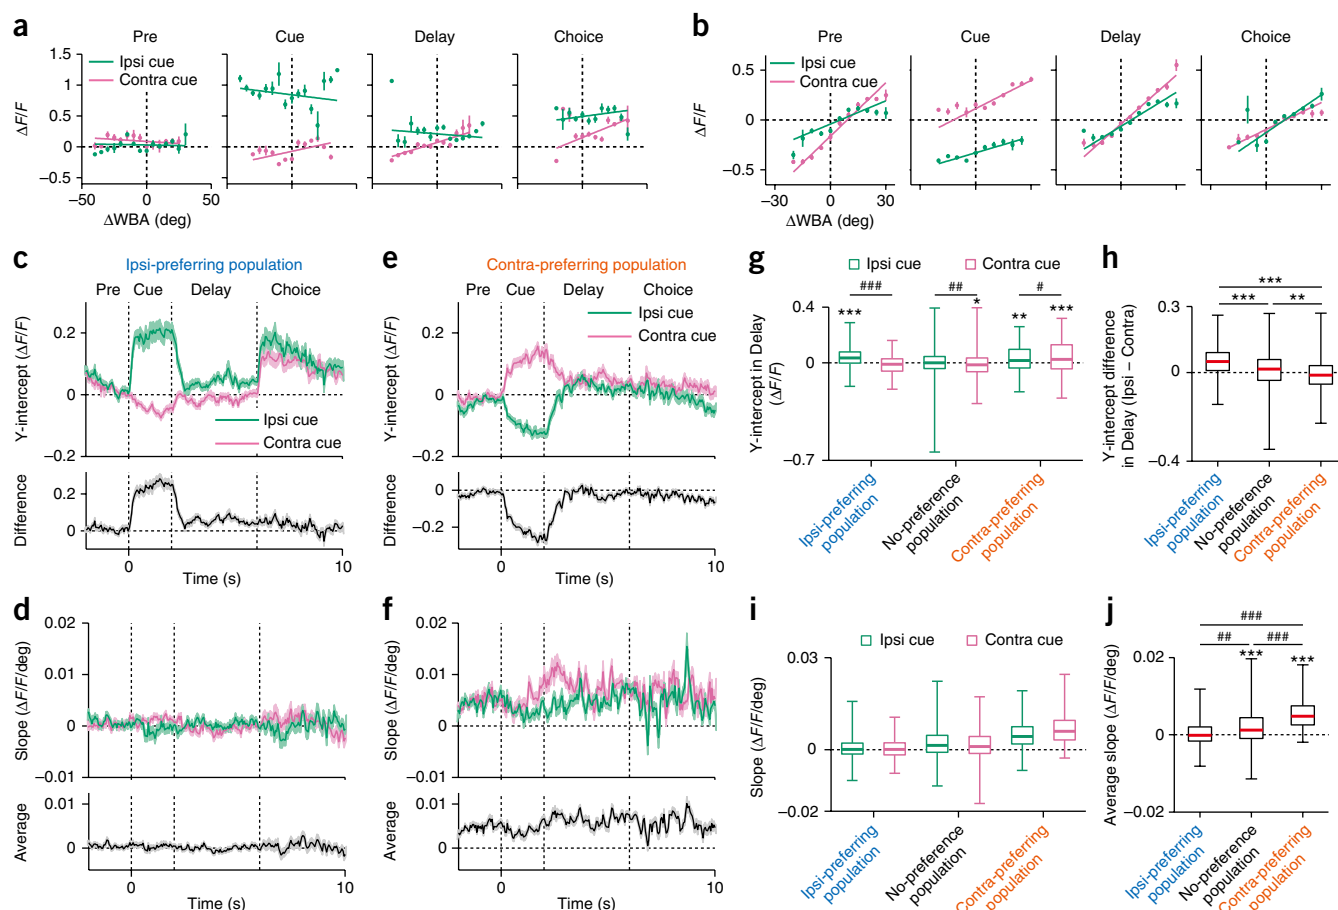 a
Pre Cue Delay Choice
1.5
1
0.5
0
−0.5
ΔF/F
Ipsi cue
Contra cue
−50 0 50
ΔWBA (deg)
b
Pre Cue Delay Choice
0.5
0
−0.5
ΔF/F
Ipsi cue
Contra cue
−30 0 30
ΔWBA (deg)
c
Ipsi-preferring population
Pre Cue Delay Choice
0.2
0
−0.2
Y-intercept (ΔF/F)
Ipsi cue
Contra cue
0.2
0
Difference
0 10
Time (s)
e
Contra-preferring population
Pre Cue Delay Choice
0.2
0
−0.2
Y-intercept (ΔF/F)
Ipsi cue
Contra cue
0
−0.2
Difference
0 10
Time (s)
g
Ipsi cue Contra cue
### ## #
*** * ** ***
0.4
0
−0.7
Y-intercept in Delay
(ΔF/F)
Ipsi-preferring
population
No-preference
population
Contra-preferring
population
h
***
*** **
0.3
0
−0.4
Y-intercept difference
in Delay (Ipsi – Contra)
Ipsi-preferring
population
No-preference
population
Contra-preferring
population
d
0.02
0.01
0
−0.01
Slope (ΔF/F/deg)
0.01
0
Average
0 10
Time (s)
f
0.02
0.01
0
−0.01
Slope (ΔF/F/deg)
0.01
0
Average
0 10
Time (s)
i
Ipsi cue Contra cue
0.03
0
−0.02
Slope (ΔF/F/deg)
Ipsi-preferring
population
No-preference
population
Contra-preferring
population
j
###
## ###
*** ***
0.02
0
−0.02
Average slope (ΔF/F/deg)
Ipsi-preferring
population
No-preference
population
Contra-preferring
population